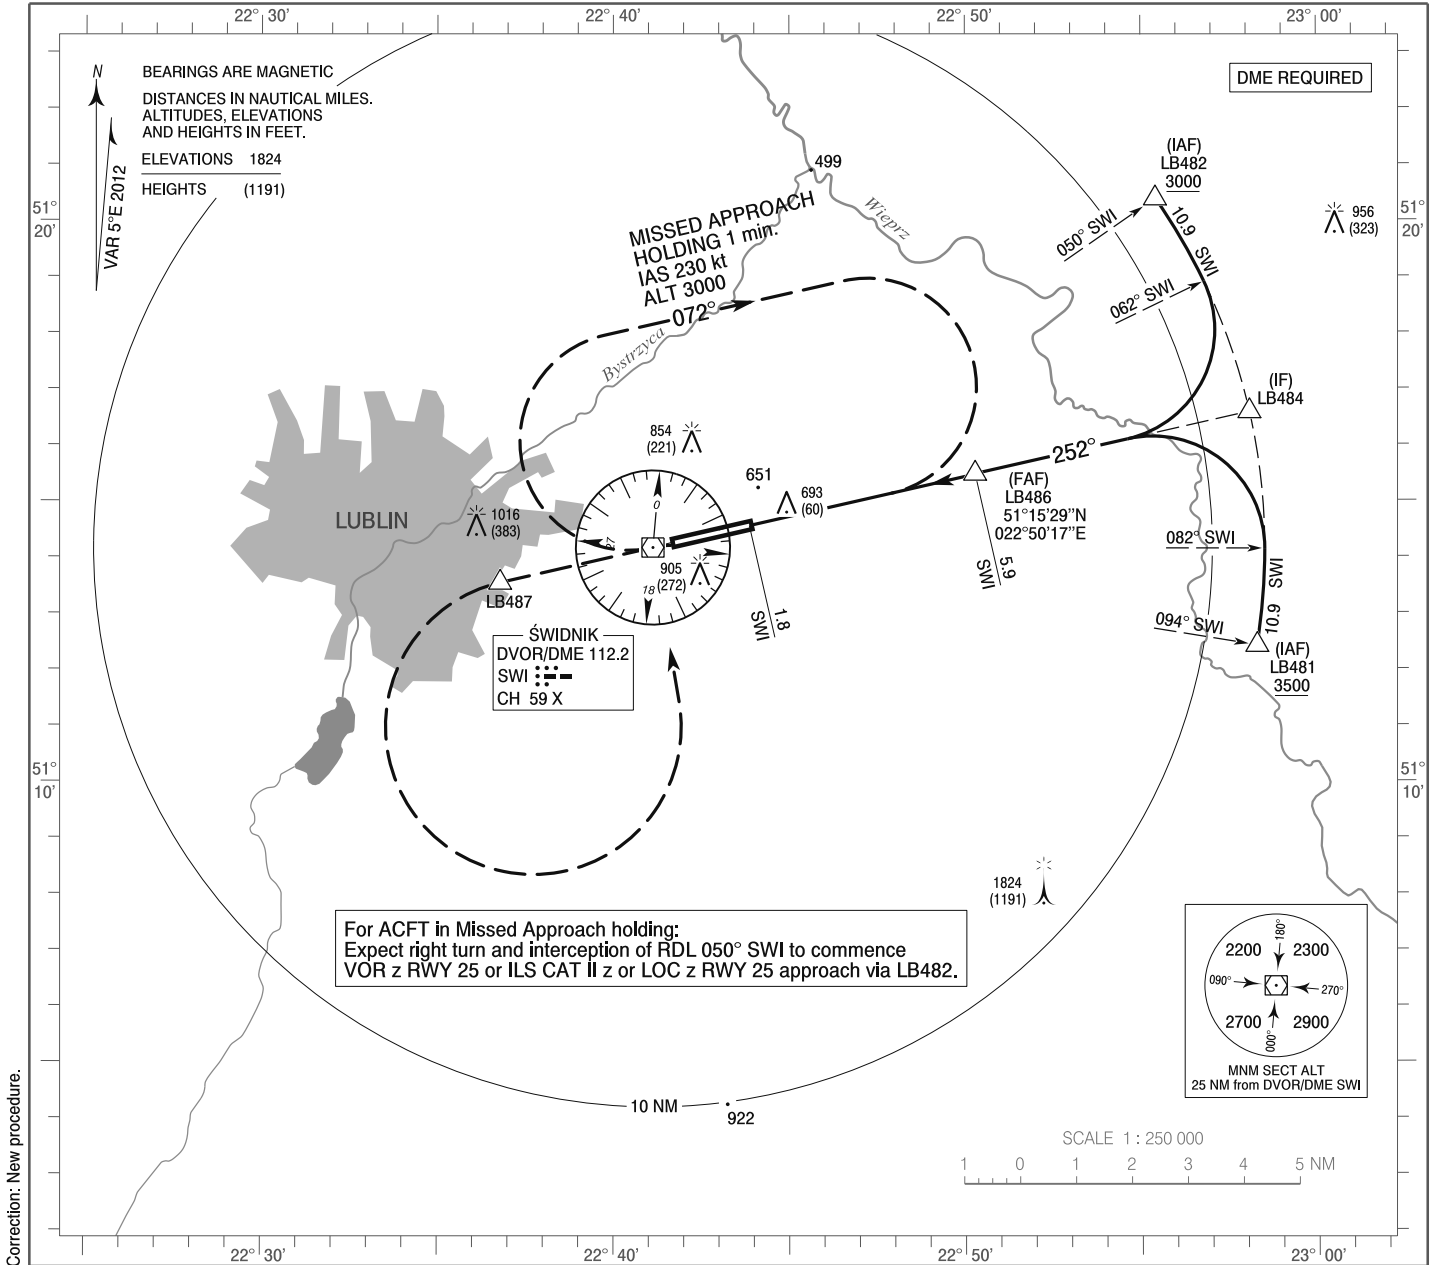 22° 30’
22° 40’
22° 50’
23° 00’
N
BEARINGS ARE MAGNETIC
DISTANCES IN NAUTICAL MILES.
ALTITUDES, ELEVATIONS
AND HEIGHTS IN FEET.
ELEVATIONS 1824
HEIGHTS (1191)
VAR 5°E 2012
DME REQUIRED
51°
20’
51°
20’
499
Wieprz
MISSED APPROACH
HOLDING 1 min.
IAS 230 kt
ALT 3000
072°
Bystrzyca
(IAF)
LB482
3000
050° SWI
10.9 SWI
062° SWI
956
(323)
(IF)
LB484
252°
(FAF)
LB486
51°15’29”N
022°50’17”E
5.9
SWI
854
(221)
651
693
(60)
LUBLIN
1016
(383)
0
27
18
905
(272)
1.8
SWI
LB487
082° SWI
SWI
10.9
094° SWI
(IAF)
LB481
3500
ŚWIDNIK
DVOR/DME 112.2
SWI
CH 59 X
51°
10’
51°
10’
1824
(1191)
For ACFT in Missed Approach holding:
Expect right turn and interception of RDL 050° SWI to commence
VOR z RWY 25 or ILS CAT II z or LOC z RWY 25 approach via LB482.
180°
2200 2300
090° 270°
2700 2900
000°
MNM SECT ALT
25 NM from DVOR/DME SWI
10 NM
922
SCALE 1 : 250 000
1 0 1 2 3 4 5 NM
Correction: New procedure.
22° 30’
22° 40’
22° 50’
23° 00’